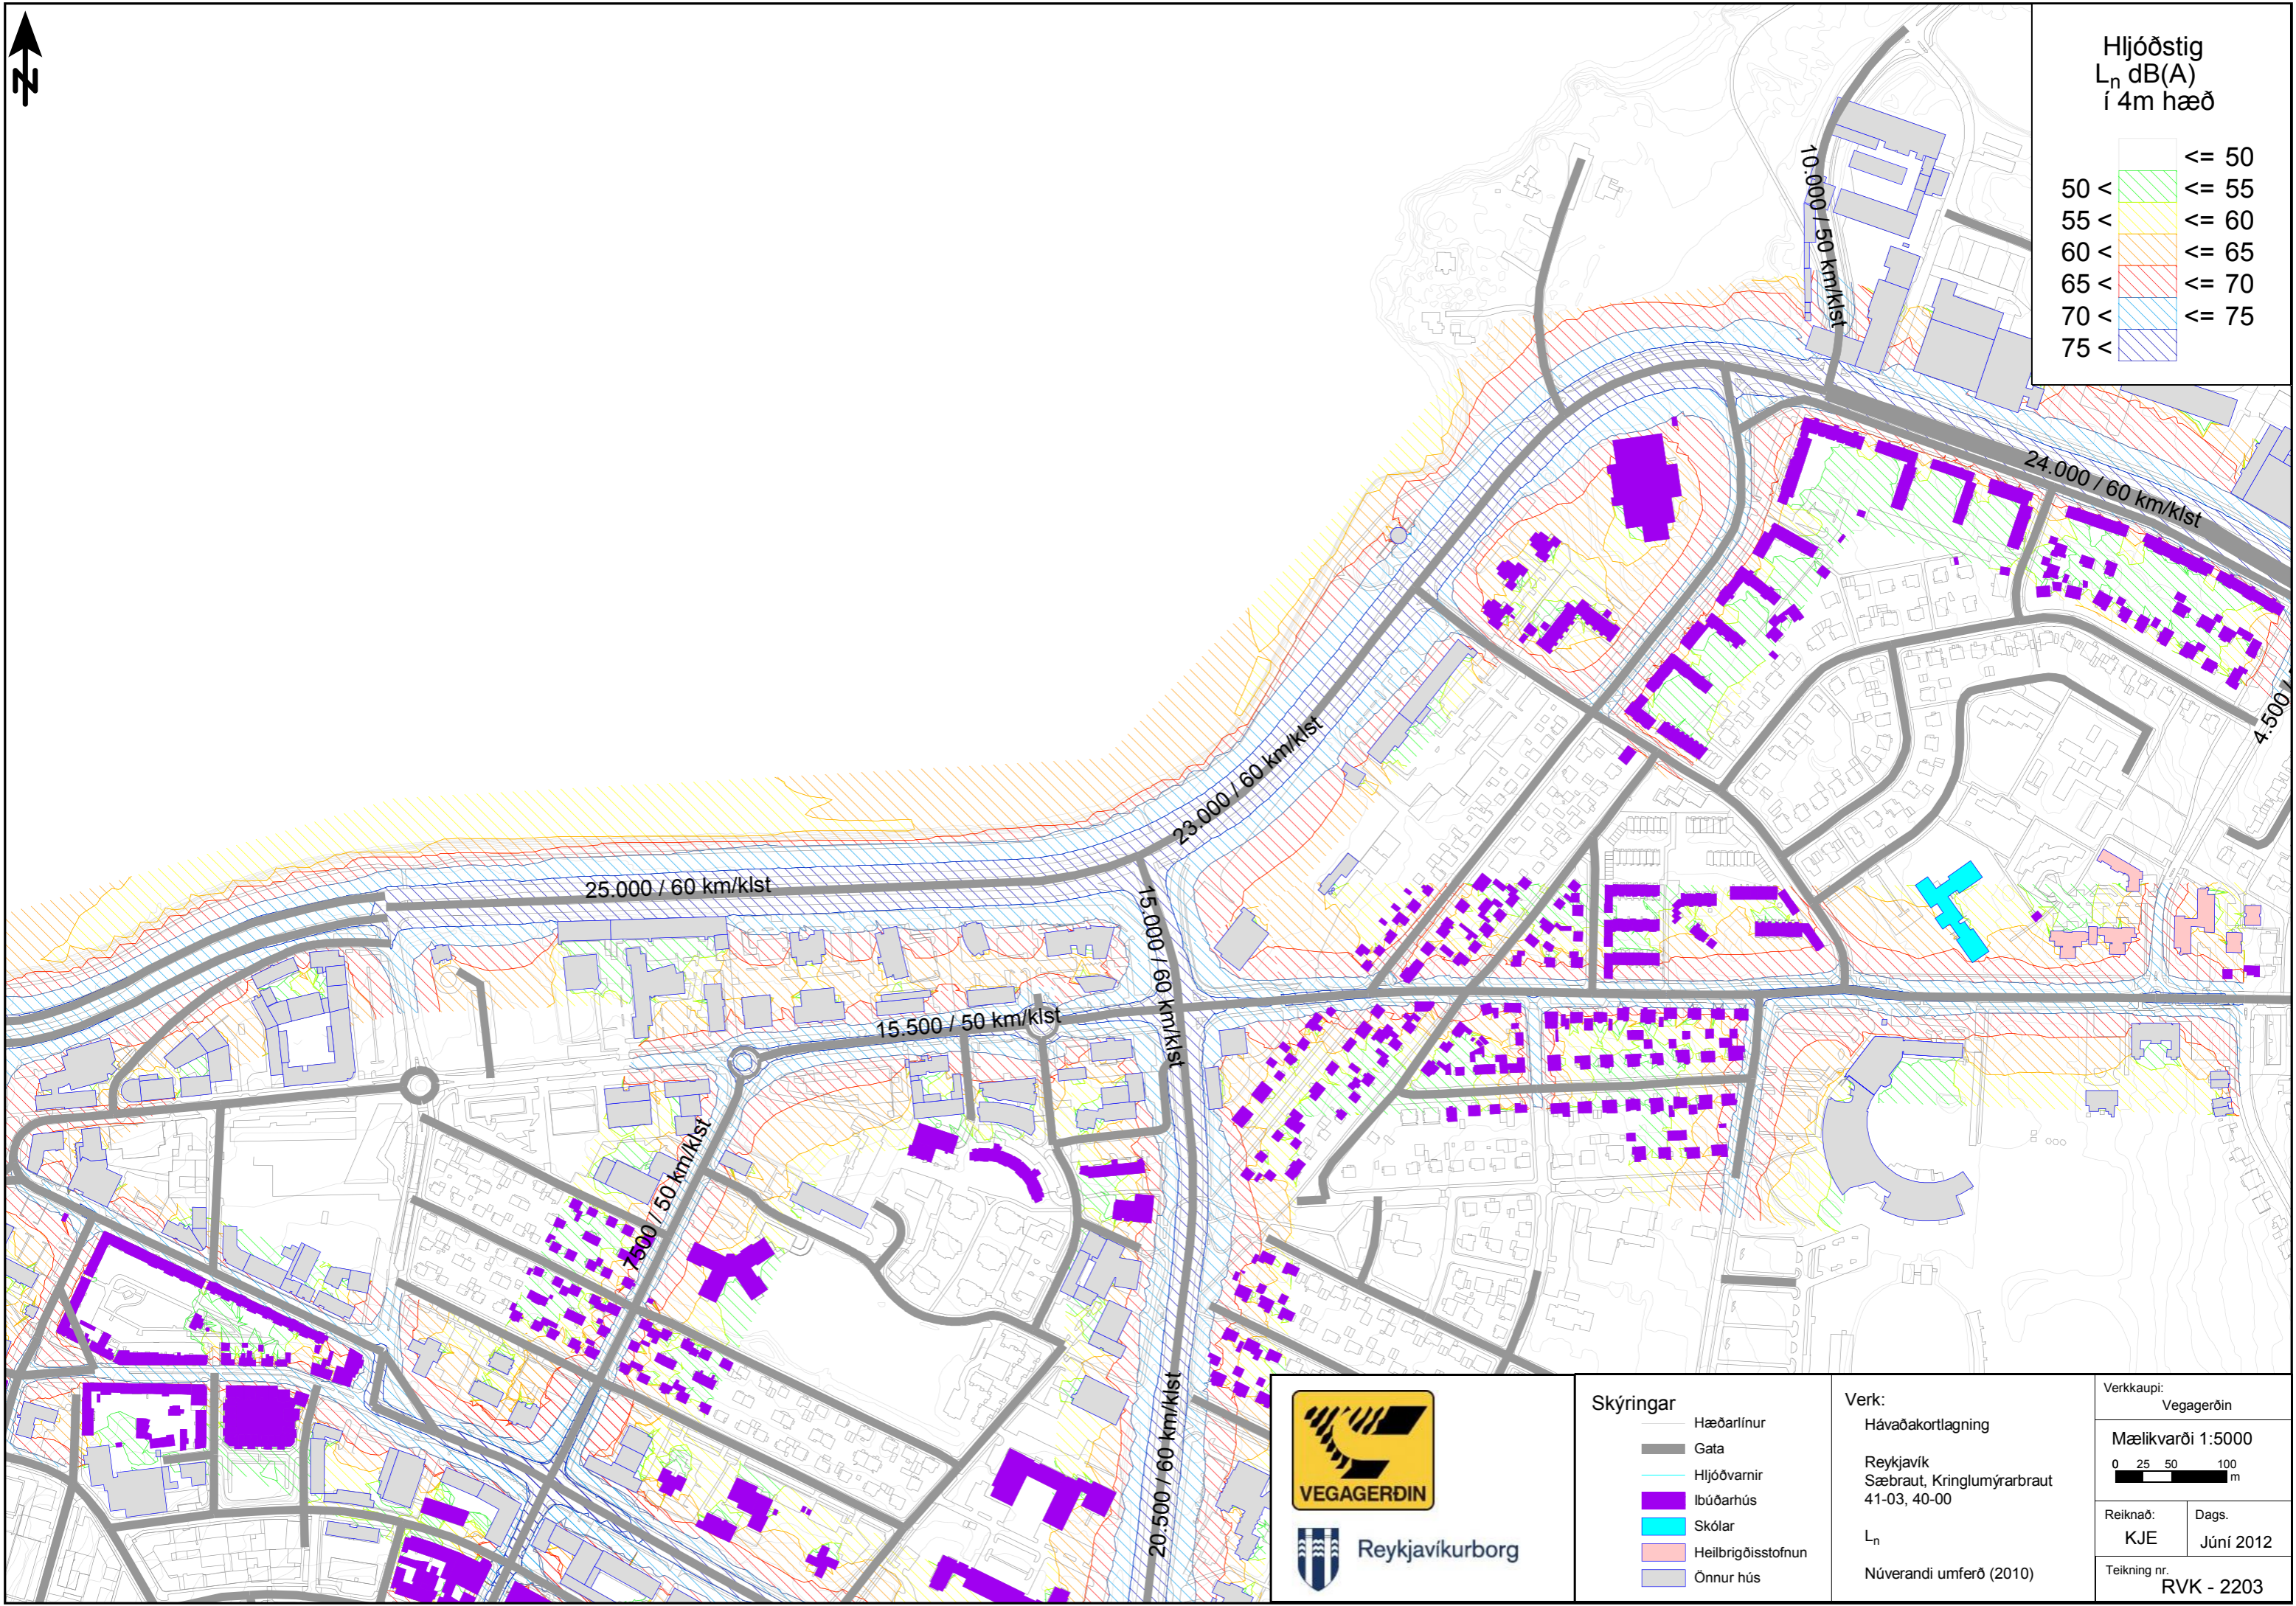 N
Hljóðstig
Ln dB(A)
í 4m hæð
<= 50
50 < <= 55
55 < <= 60
60 < <= 65
65 < <= 70
70 < <= 75
75 <
10.000 / 50 km/klst
24.000 / 60 km/klst
4.500 /
23.000 / 60 km/klst
25.000 / 60 km/klst
15.000 / 60 km/klst
15.500 / 50 km/klst
7500 / 50 km/klst
20.500 / 60 km/klst
VEGAGERÐIN
Reykjavíkurborg
Skýringar
Hæðarlínur
Gata
Hljóðvarnir
Ibúðarhús
Skólar
Heilbrigðisstofnun
Önnur hús
Verk:
Hávaðakortlagning
Reykjavík
Sæbraut, Kringlumýrarbraut
41-03, 40-00
Ln
Núverandi umferð (2010)
Verkkaupi:
Vegagerðin
Mælikvarði 1:5000
0 25 50 100
m
Reiknað:
KJE
Dags.
Júní 2012
Teikning nr.
RVK - 2203